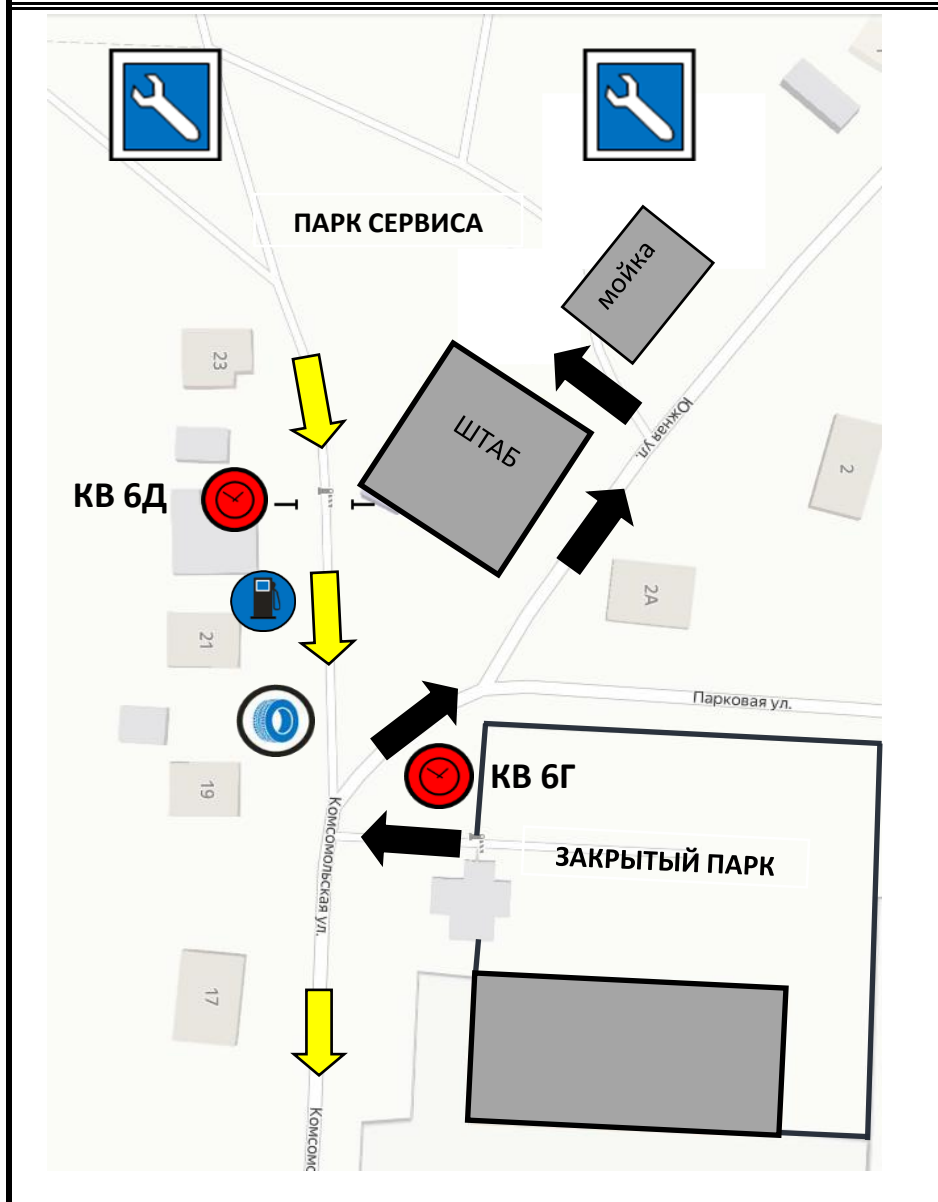 ПАРК СЕРВИСА
МОЙКА
23
ШТАБ
Южная ул.
2
КВ 6Д
2А
21
Парковая ул.
КВ 6Г
19
Комсомольская ул.
ЗАКРЫТЫЙ ПАРК
17
Комсомо